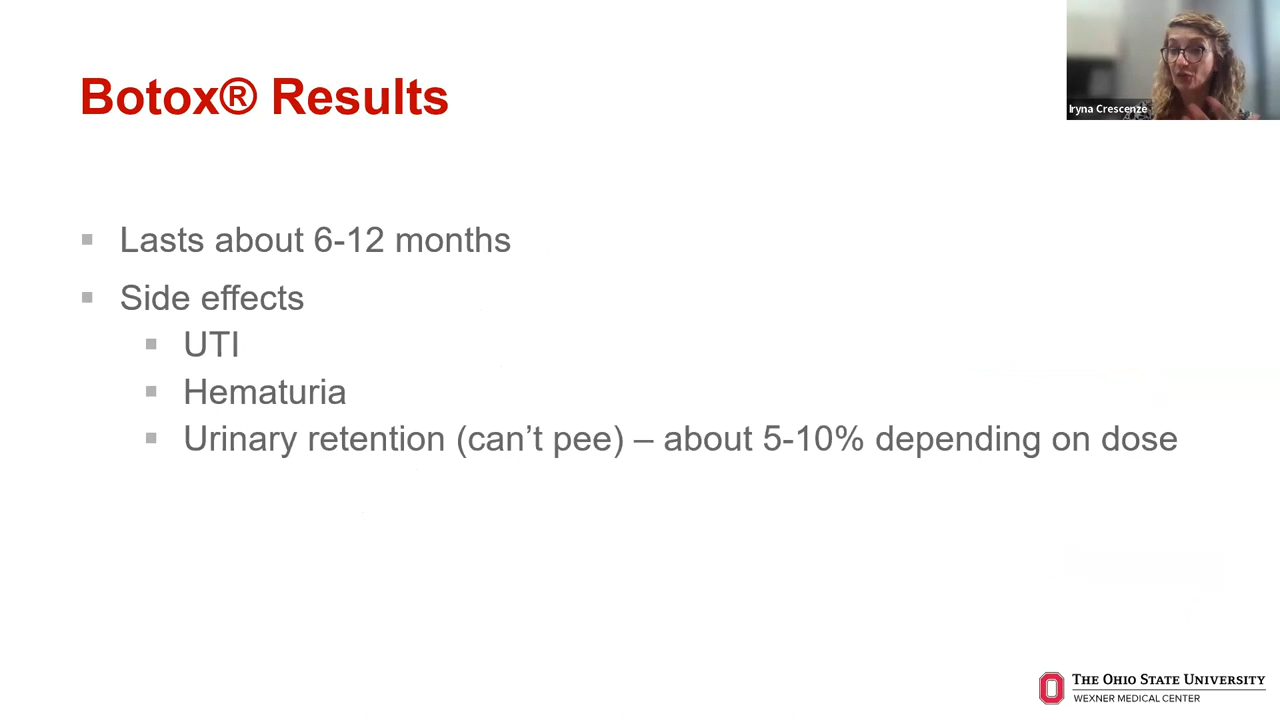 Botox® Results
Iryna Crescenze
Lasts about 6-12 months
Side effects
UTI
Hematuria
Urinary retention (can’t pee) – about 5-10% depending on dose
THE OHIO STATE UNIVERSITY
WEXNER MEDICAL CENTER